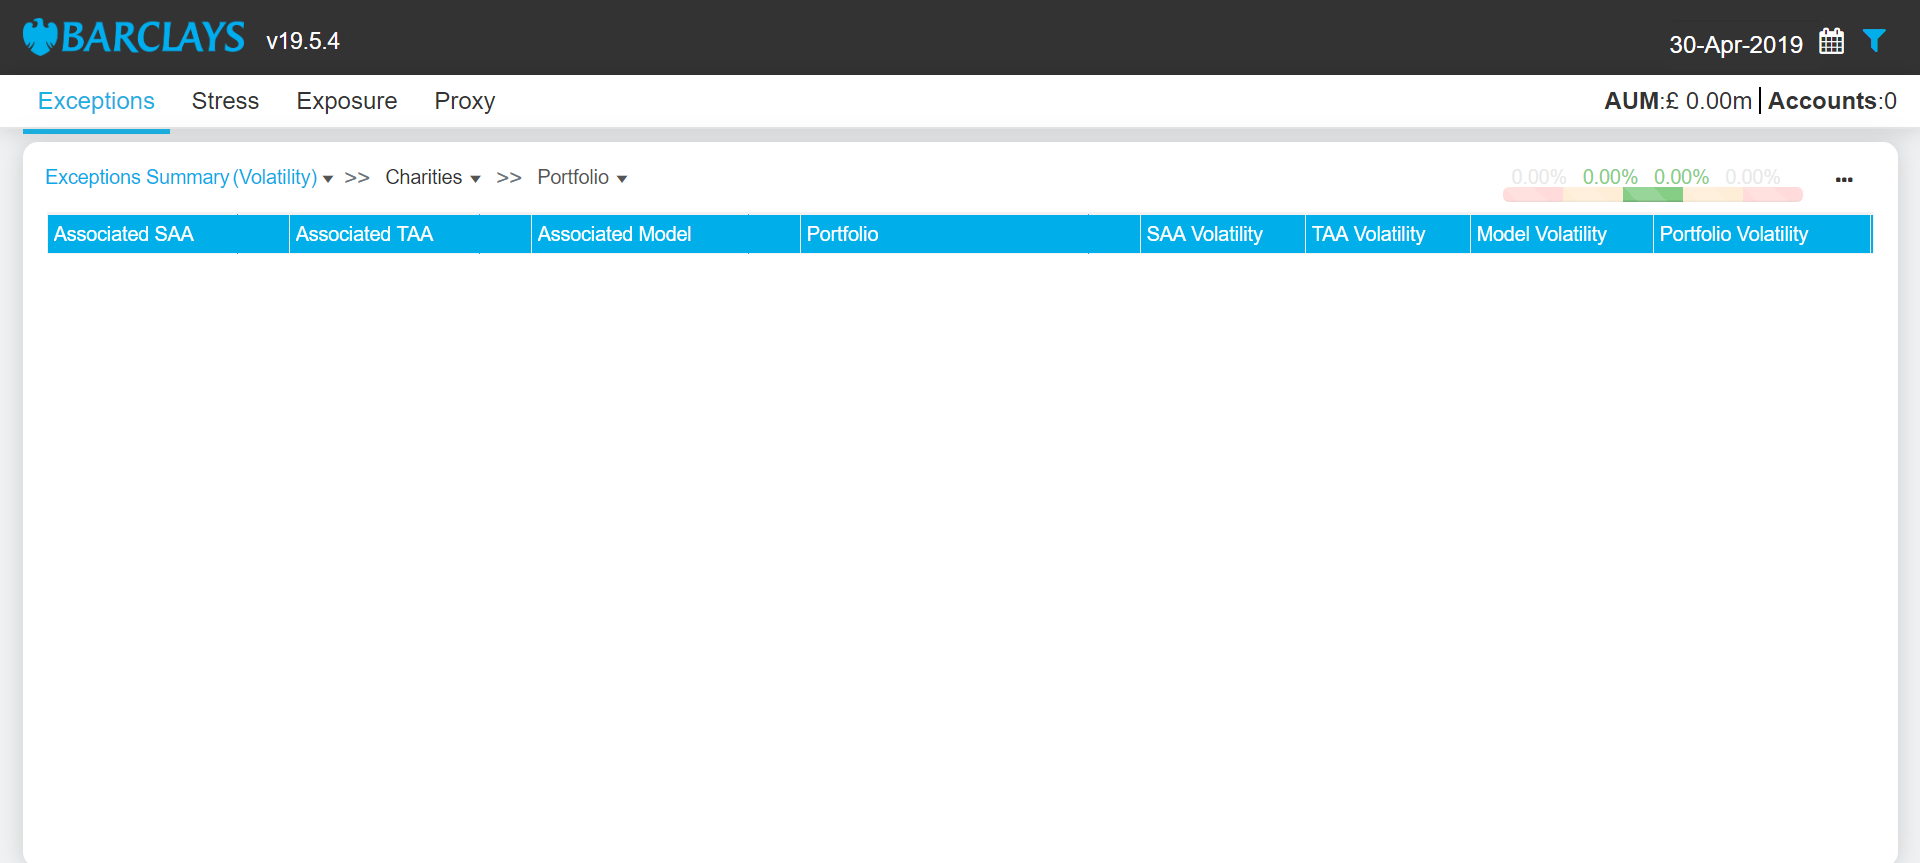 BARCLAYS v19.5.4 30-Apr-2019
Exceptions Stress Exposure Proxy AUM:£ 0.00m Accounts:0
Exceptions Summary (Volatility) >> Charities >> Portfolio 0.00% 0.00% 0.00% 0.00% ...
Associated SAA Associated TAA Associated Model Portfolio SAA Volatility TAA Volatility Model Volatility Portfolio Volatility